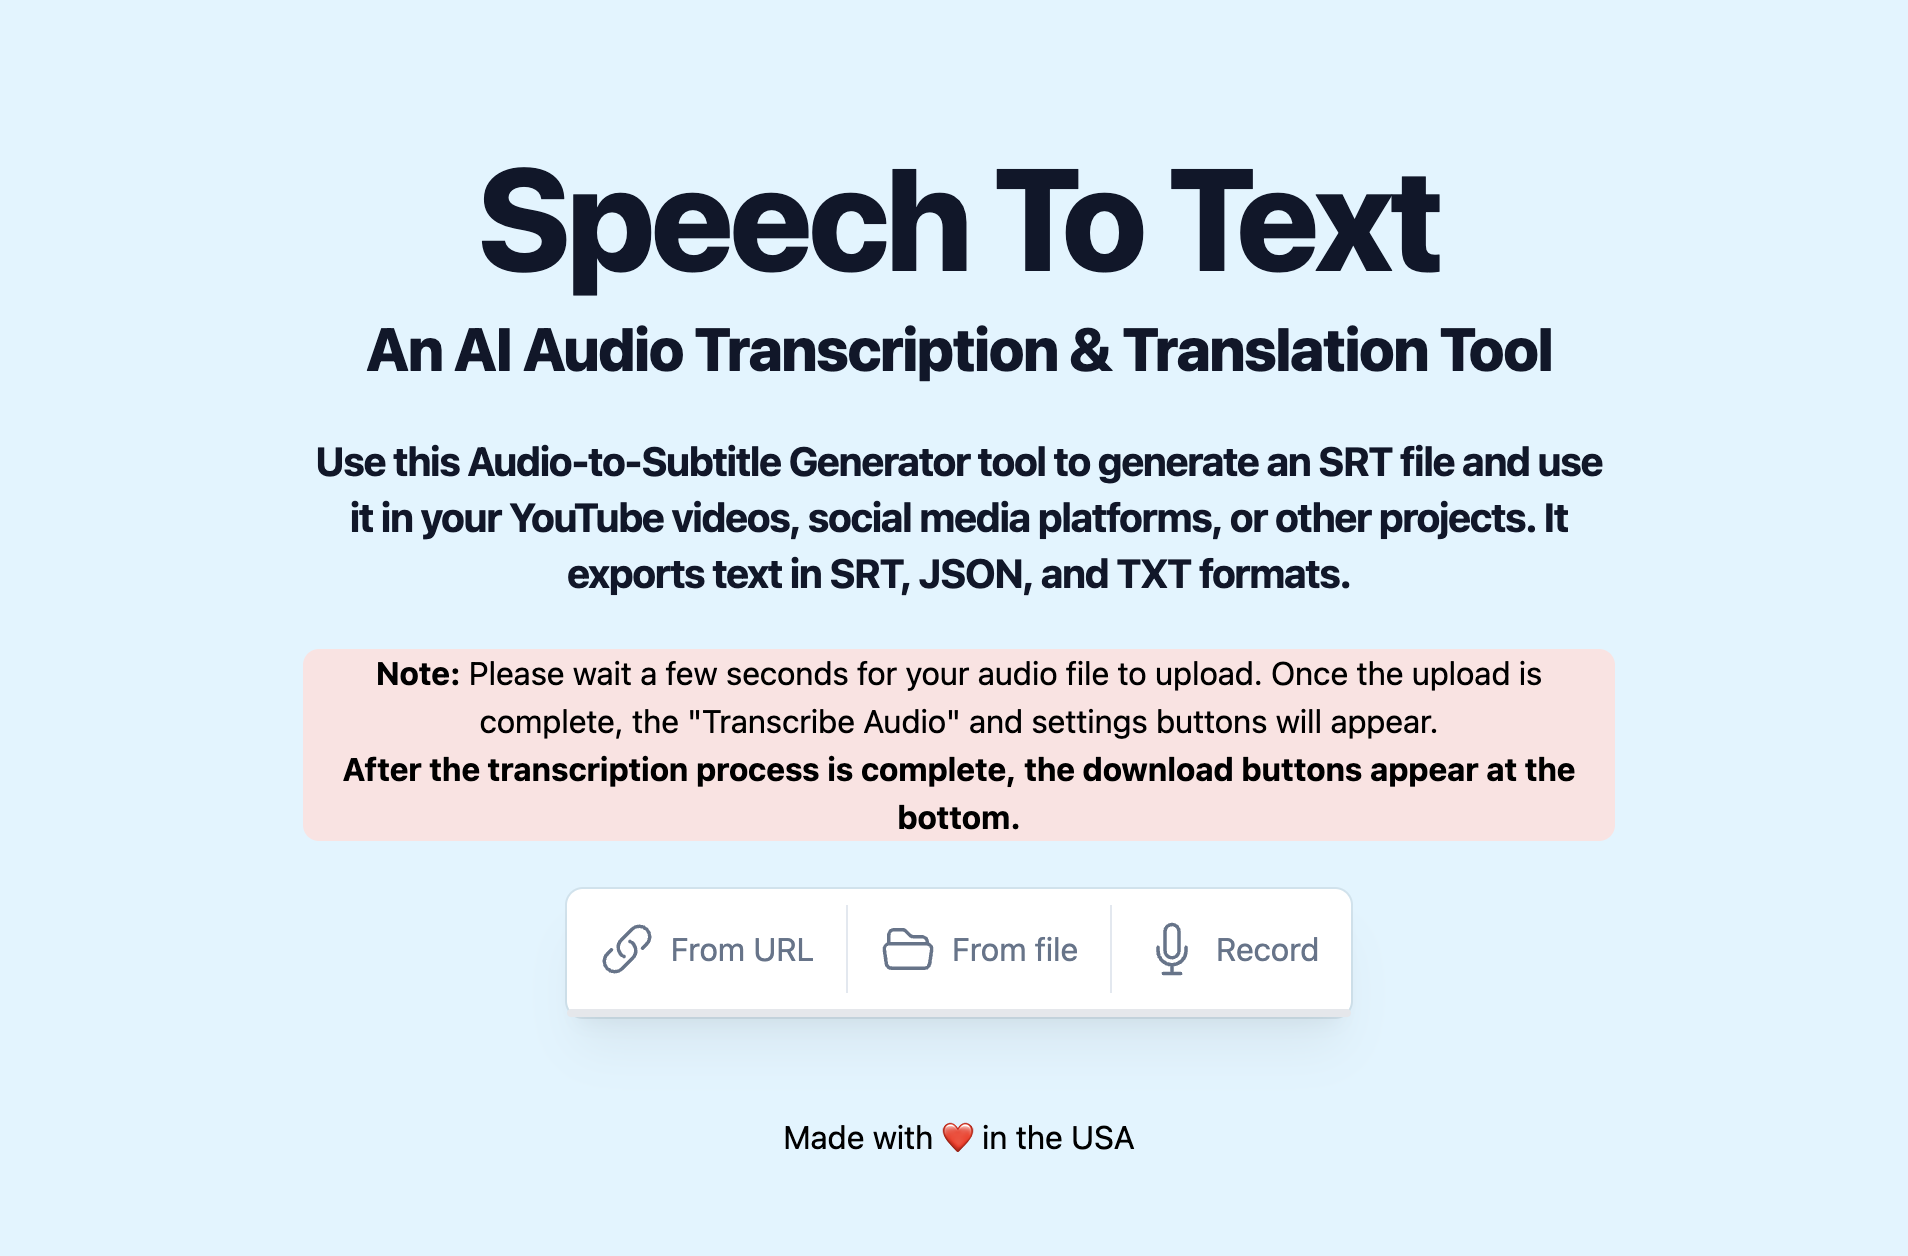 Speech To Text
An AI Audio Transcription & Translation Tool
Use this Audio-to-Subtitle Generator tool to generate an SRT file and use
it in your YouTube videos, social media platforms, or other projects. It
exports text in SRT, JSON, and TXT formats.
Note: Please wait a few seconds for your audio file to upload. Once the upload is
complete, the "Transcribe Audio" and settings buttons will appear.
After the transcription process is complete, the download buttons appear at the
bottom.
From URL
From file
Record
Made with ❤️ in the USA